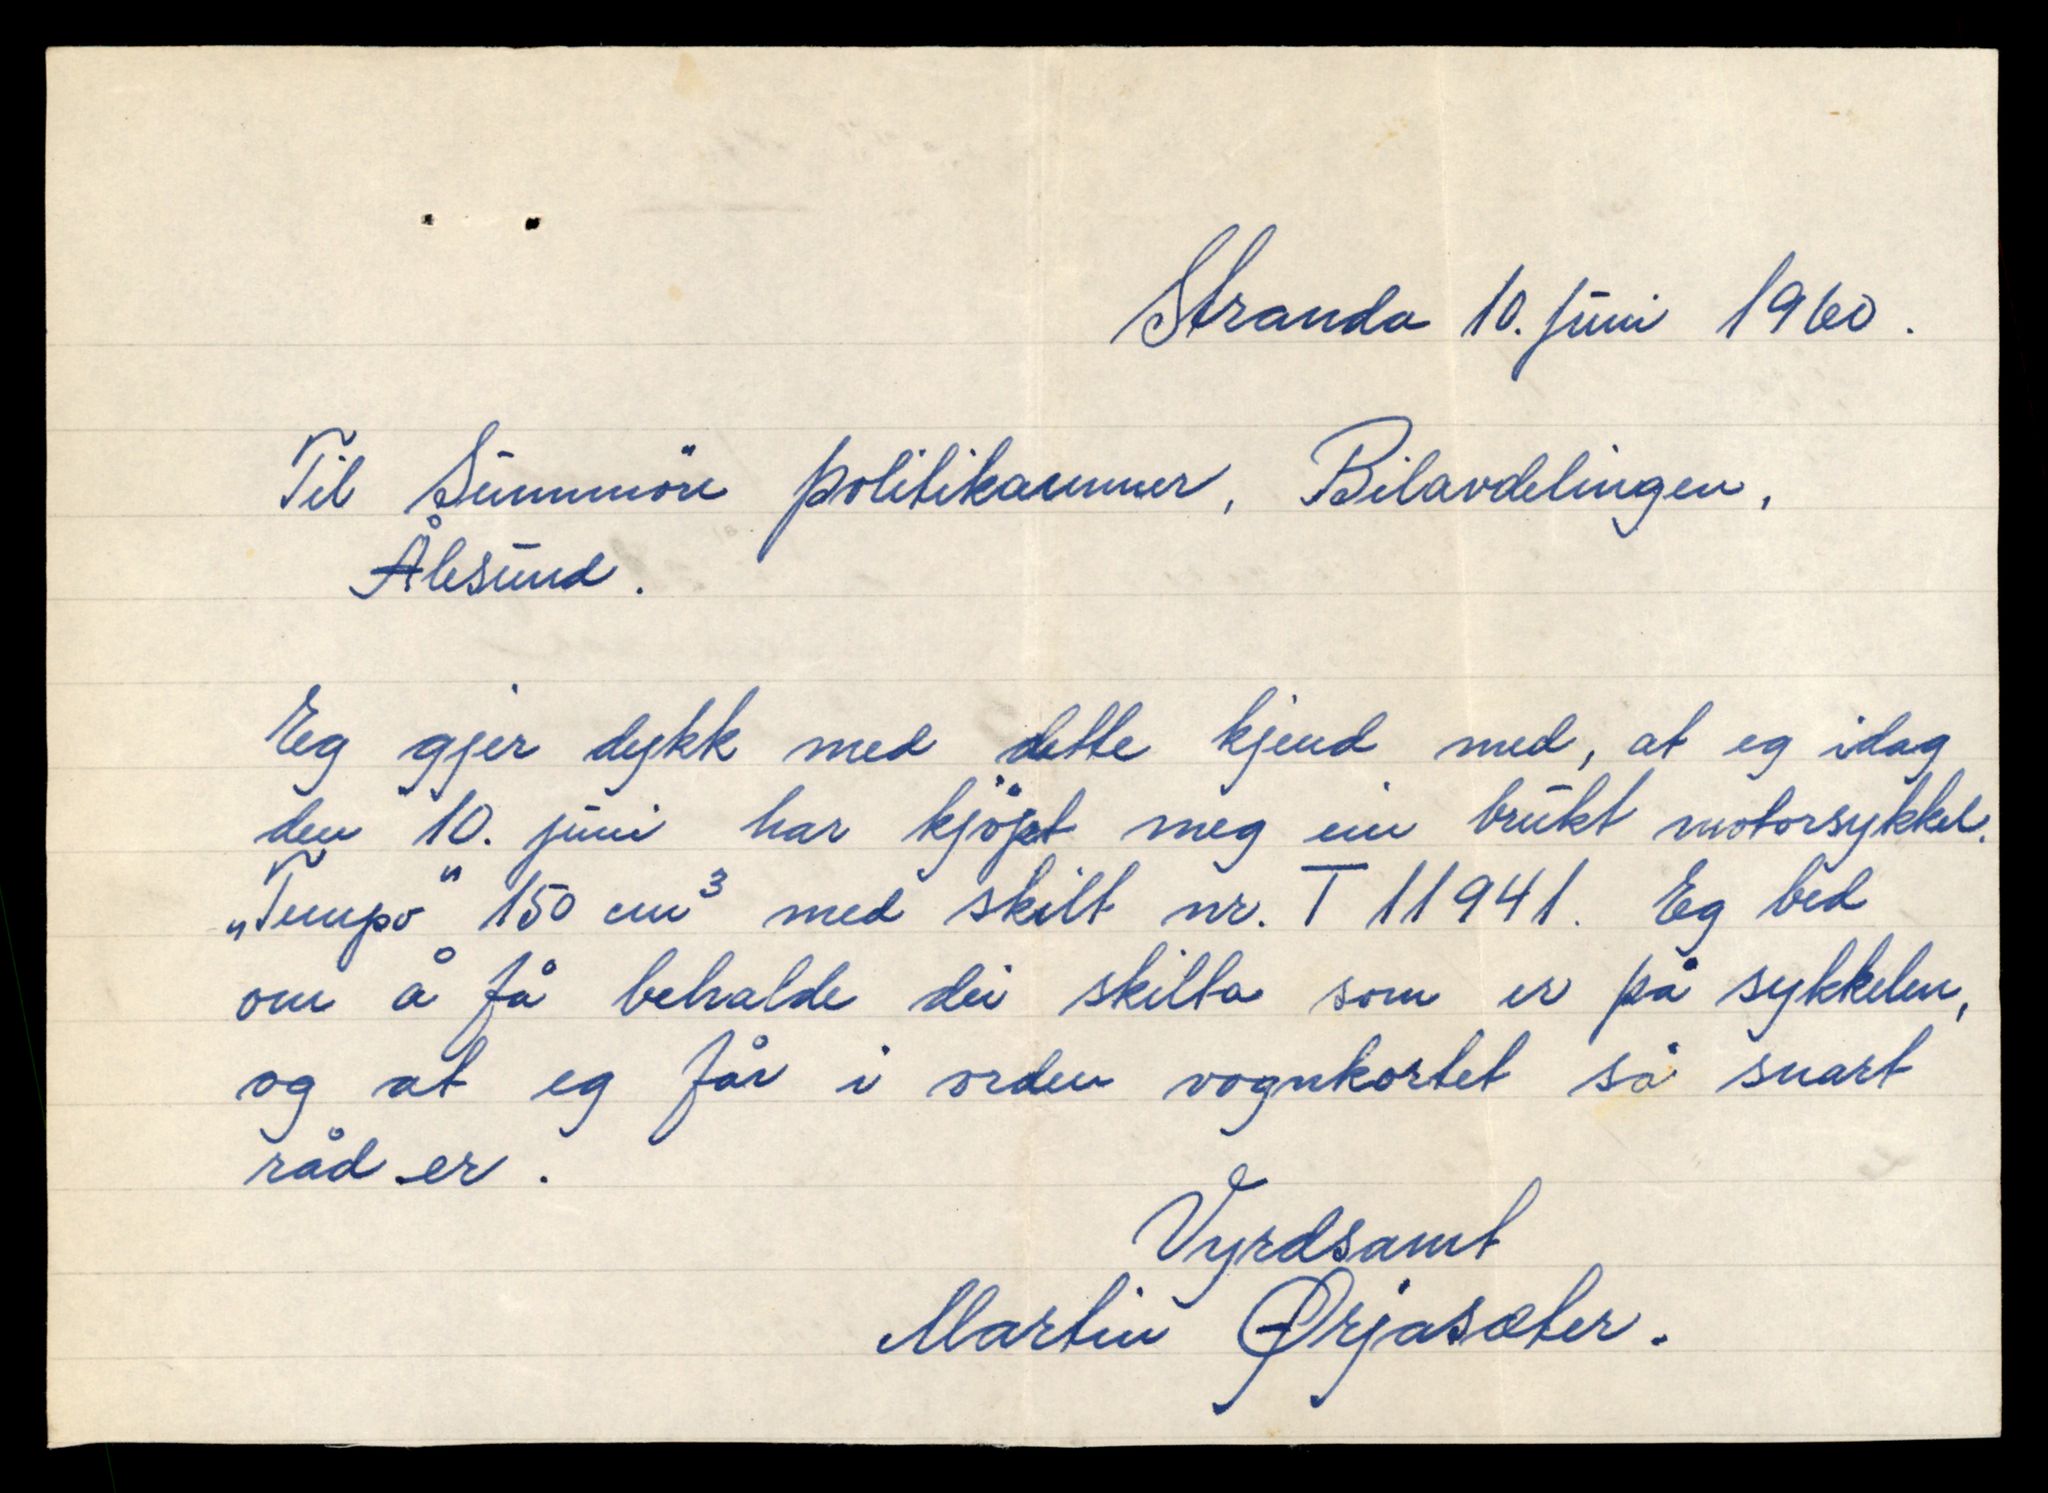 Stranda 10. juni 1960.
Til Sunnmöre politikammer, Bilavdelingen,
Ålesund.
Eg gjer dykk med dette kjend med, at eg idag
den 10. juni har kjöpt meg ein brukt motorsykkel.
„Tempo" 150 cm³ med skilt nr. T 11941. Eg bed
om å få behalde dei skilta som er på sykkelen,
og at eg får i orden vognkortet så snart
råd er.
Vyrdsamt
Martin Ørjasæter.